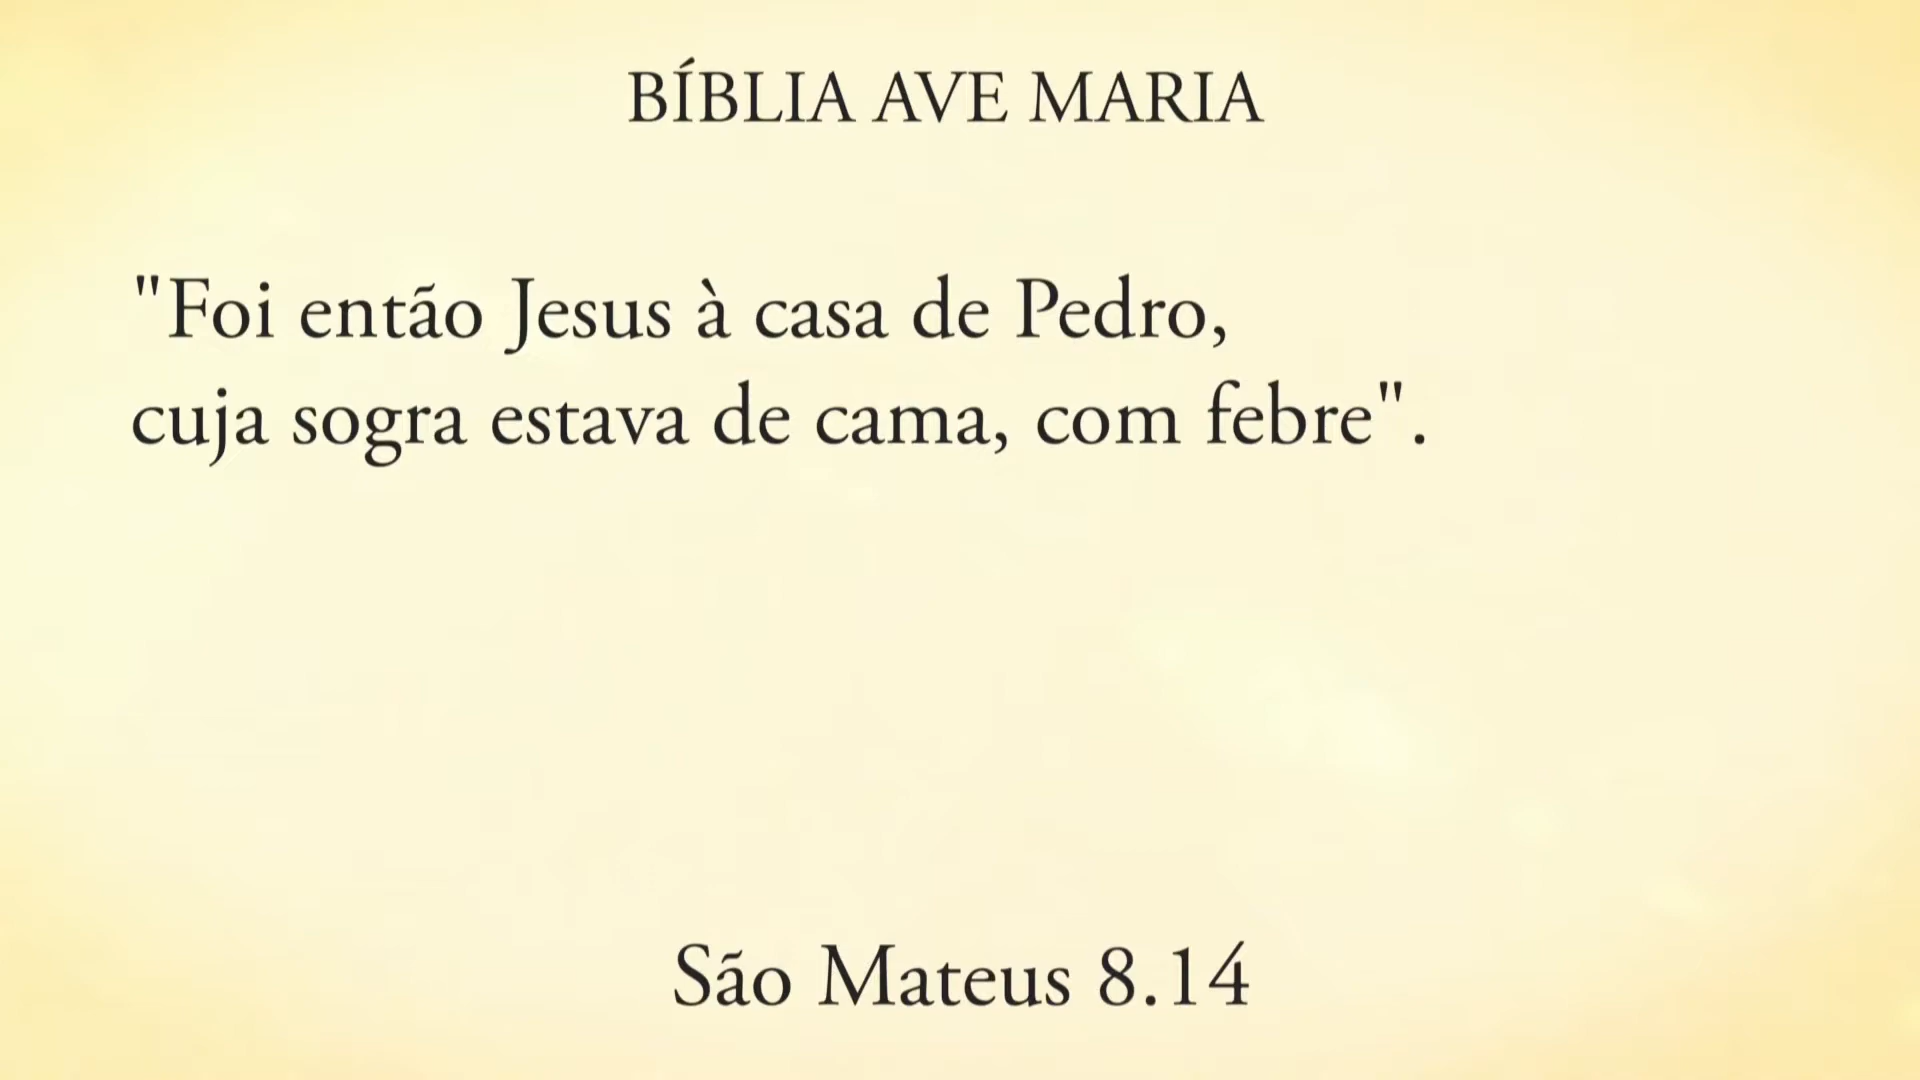 BÍBLIA AVE MARIA
"Foi então Jesus à casa de Pedro,
cuja sogra estava de cama, com febre".
São Mateus 8.14